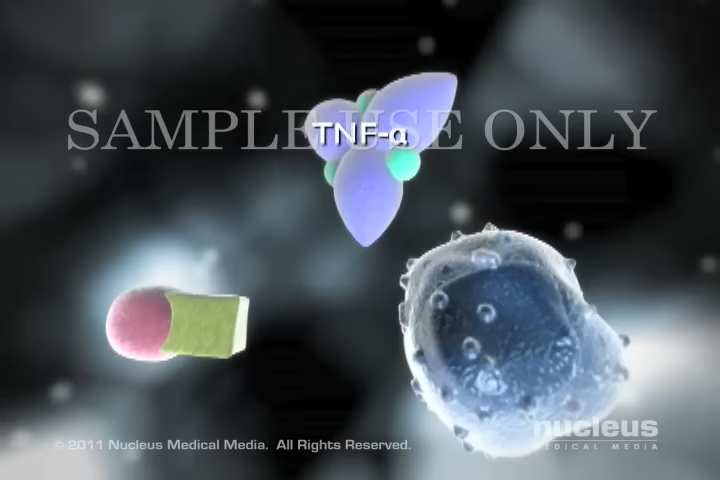 SAMPLE USE ONLY
TNF-α
nucleus
MEDICAL MEDIA
© 2011 Nucleus Medical Media. All Rights Reserved.